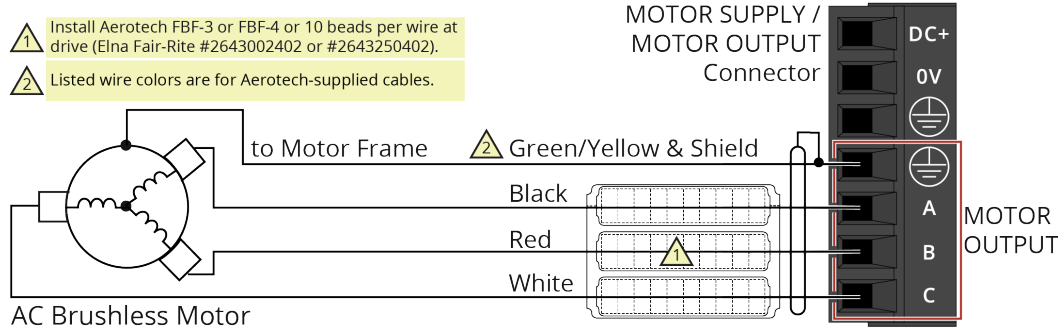 1
Install Aerotech FBF-3 or FBF-4 or 10 beads per wire at
drive (Elna Fair-Rite #2643002402 or #2643250402).
2
Listed wire colors are for Aerotech-supplied cables.
MOTOR SUPPLY /
MOTOR OUTPUT
Connector
DC+
0V
to Motor Frame
2
Green/Yellow & Shield
Black
A
Red
1
B
White
C
MOTOR
OUTPUT
AC Brushless Motor